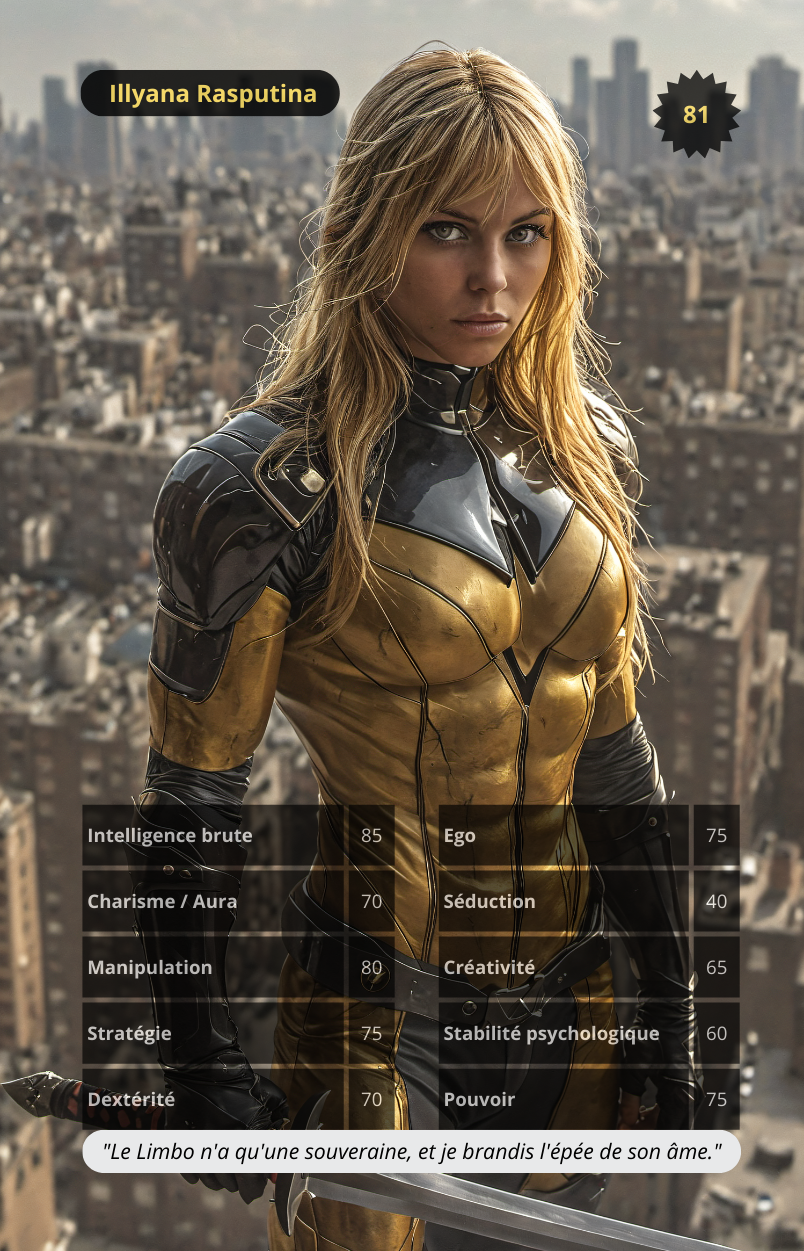 Illyana Rasputina
81
Intelligence brute 85
Ego 75
Charisme / Aura 70
Séduction 40
Manipulation 80
Créativité 65
Stratégie 75
Stabilité psychologique 60
Dextérité 70
Pouvoir 75
"Le Limbo n'a qu'une souveraine, et je brandis l'épée de son âme."